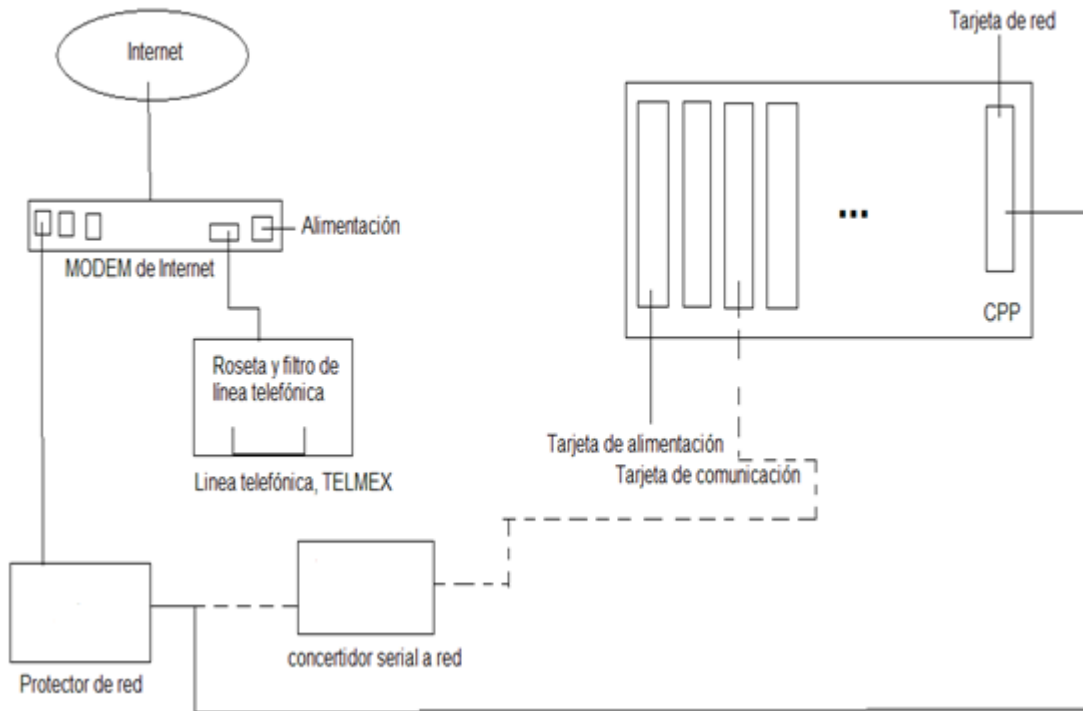 Tarjeta de red
Internet
Alimentación
MODEM de Internet
CPP
Roseta y filtro de
línea telefónica
Tarjeta de alimentación
Tarjeta de comunicación
Linea telefónica, TELMEX
concertidor serial a red
Protector de red